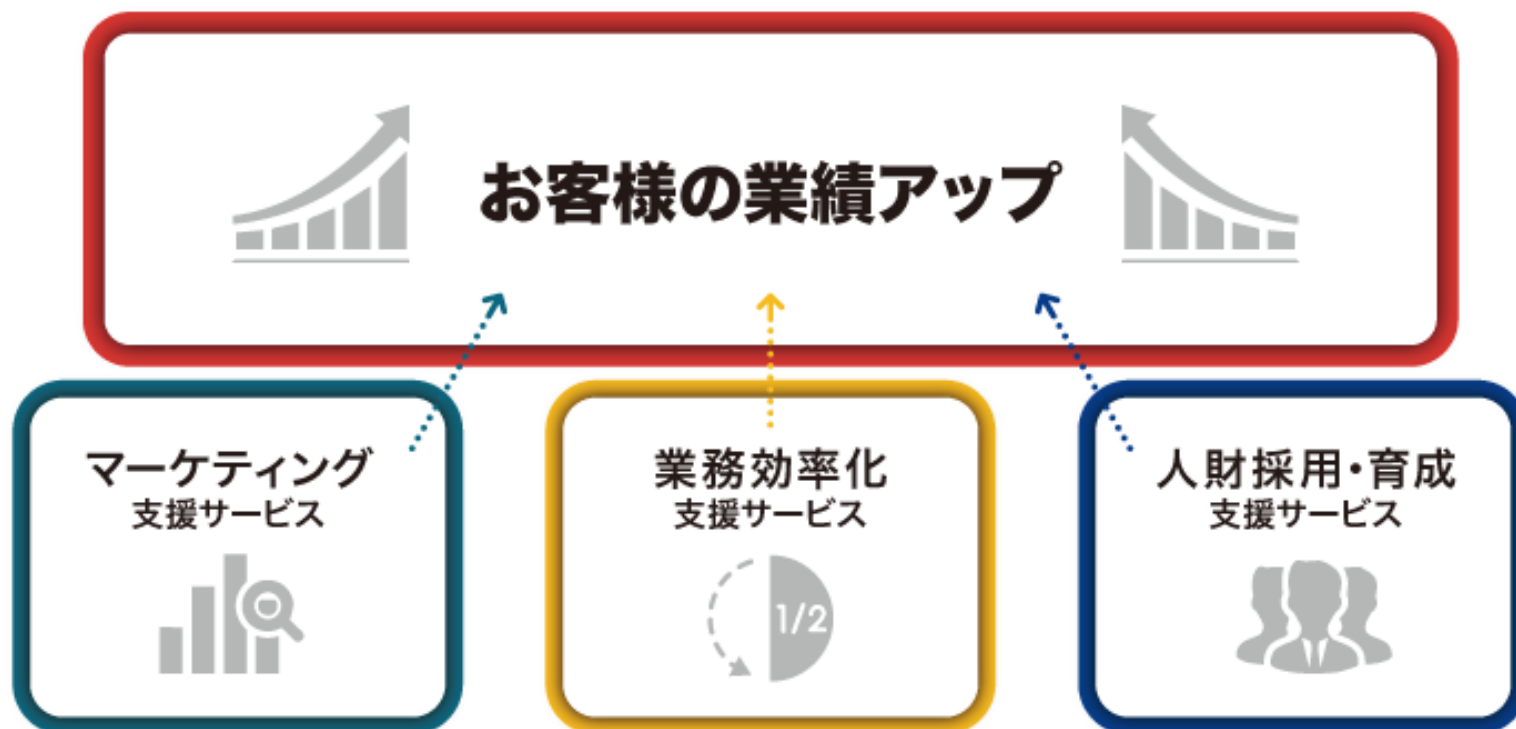 お客様の業績アップ
マーケティング
支援サービス
業務効率化
支援サービス
1/2
人財採用・育成
支援サービス